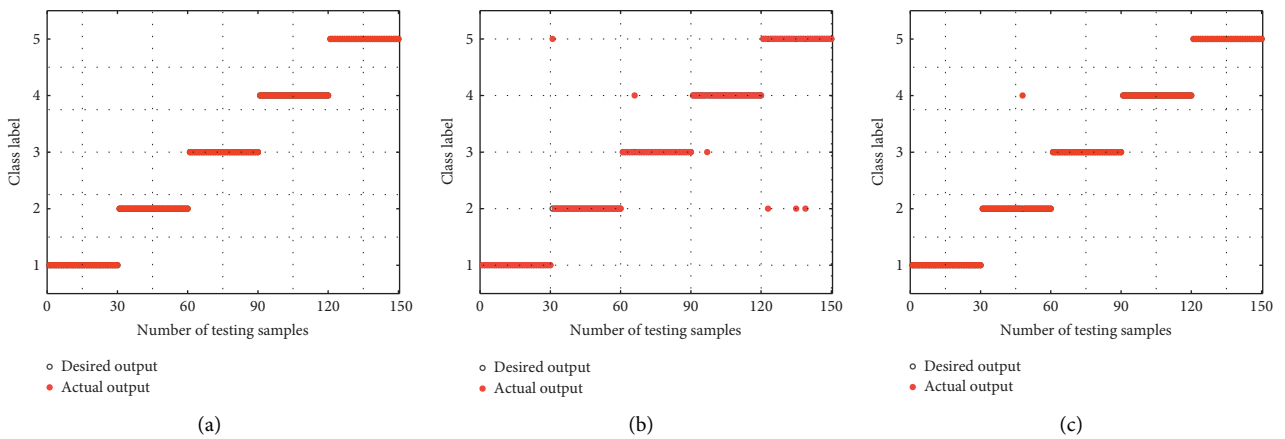 5
4
3
2
1
Class label
0 30 60 90 120 150
Number of testing samples
Desired output
Actual output
(a)
5
4
3
2
1
Class label
0 30 60 90 120 150
Number of testing samples
Desired output
Actual output
(b)
5
4
3
2
1
Class label
0 30 60 90 120 150
Number of testing samples
Desired output
Actual output
(c)